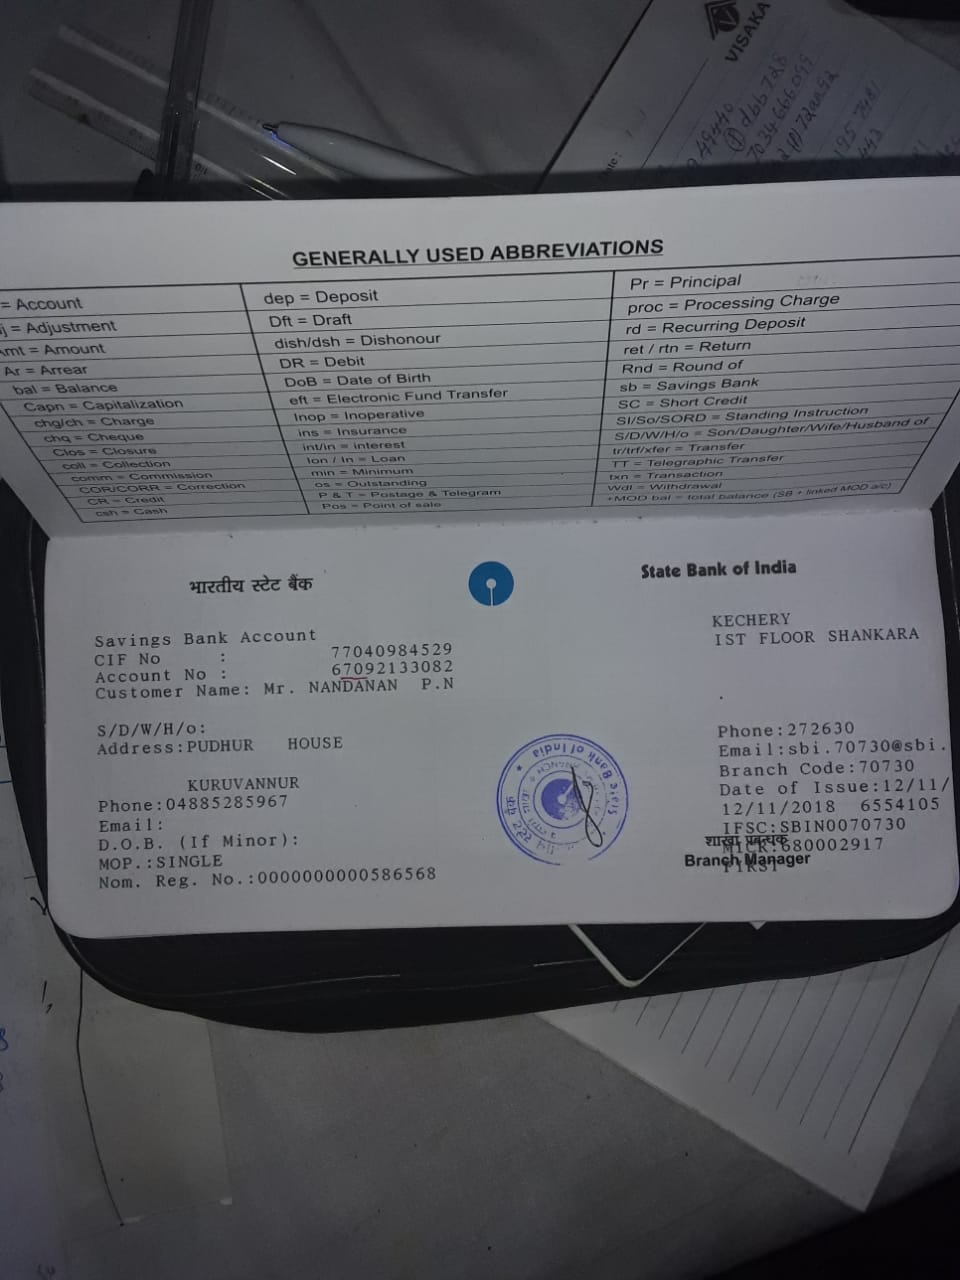 VISAKA
GENERALLY USED ABBREVIATIONS
= Account
j = Adjustment
Amt = Amount
Ar = Arrear
bal = Balance
Capn = Capitalization
chg/ch = Charge
chq = Cheque
Clos = Closure
coll = Collection
comm = Commission
COR/CORR = Correction
CR = Credit
csh = Cash
dep = Deposit
Dft = Draft
dish/dsh = Dishonour
DR = Debit
DoB = Date of Birth
eft = Electronic Fund Transfer
Inop = Inoperative
ins = Insurance
int/in = interest
lon / ln = Loan
min = Minimum
os = Outstanding
P & T = Postage & Telegram
Pos = Point of sale
Pr = Principal
proc = Processing Charge
rd = Recurring Deposit
ret / rtn = Return
Rnd = Round of
sb = Savings Bank
SC = Short Credit
SI/So/SORD = Standing Instruction
S/D/W/H/o = Son/Daughter/Wife/Husband of
tr/trf/xfer = Transfer
TT = Telegraphic Transfer
txn = Transaction
Wdl = Withdrawal
+MOD bal = total balance (SB + linked MOD a/c)
भारतीय स्टेट बैंक
State Bank of India
Savings Bank Account
CIF No : 77040984529
Account No : 67092133082
Customer Name: Mr. NANDANAN P.N
S/D/W/H/o:
Address:PUDHUR HOUSE
KURUVANNUR
Phone:04885285967
Email:
D.O.B. (If Minor):
MOP.:SINGLE
Nom. Reg. No.:0000000000586568
State Bank of India
KECHERY
IST FLOOR SHANKARA
Phone:272630
Email:sbi.70730@sbi.
Branch Code:70730
Date of Issue:12/11/
12/11/2018 6554105
IFSC:SBIN0070730
शाखा प्रबन्धक
MICR:680002917
Branch Manager
FIRST